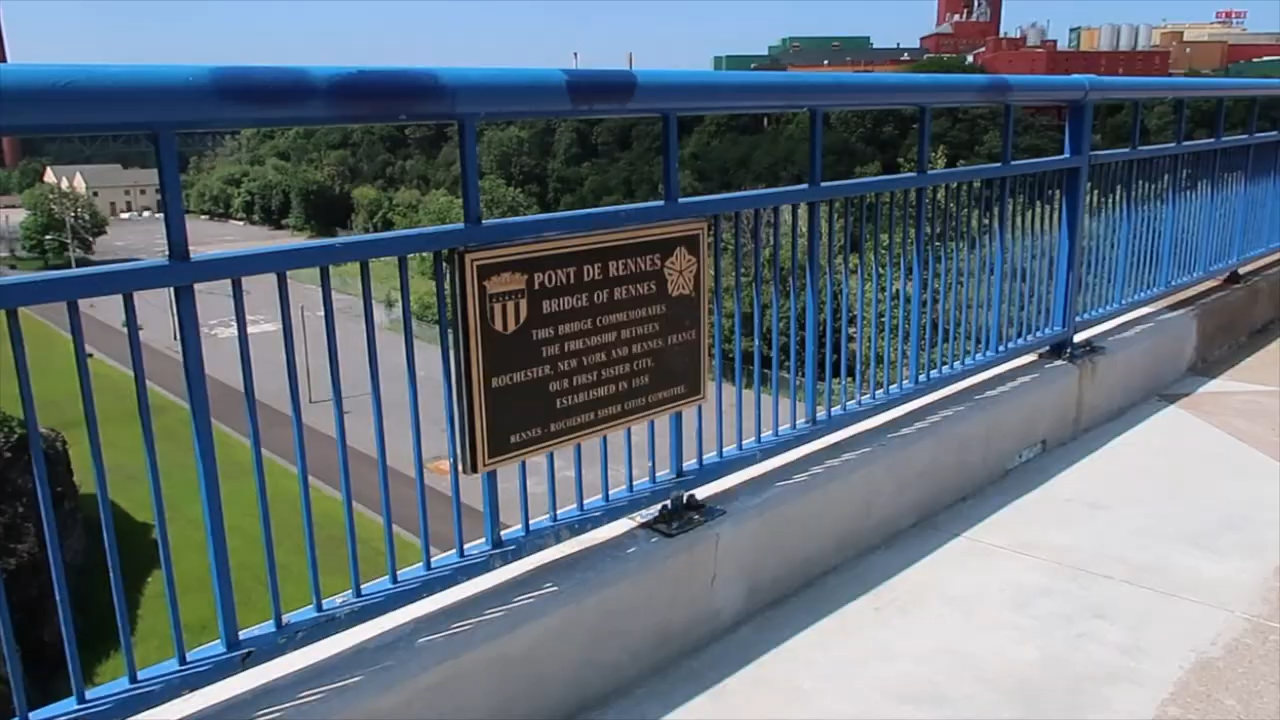 PONT DE RENNES
BRIDGE OF RENNES
THIS BRIDGE COMMEMORATES
THE FRIENDSHIP BETWEEN
ROCHESTER, NEW YORK AND RENNES, FRANCE
OUR FIRST SISTER CITY,
ESTABLISHED IN 1958
RENNES - ROCHESTER SISTER CITIES COMMITTEE